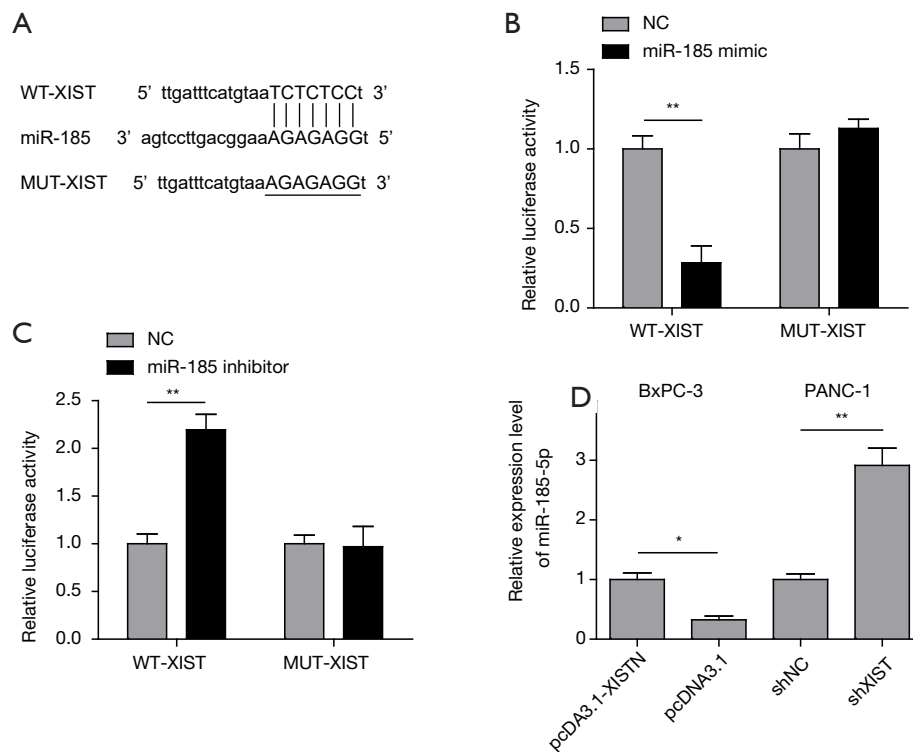 A
WT-XIST 5’ ttgatttcatgtaaTCTCTCCt 3’
miR-185 3’ agtccttgacggaaAGAGAGGt 5’
MUT-XIST 5’ ttgatttcatgtaaAGAGAGGt 3’
B
NC
miR-185 mimic
Relative luciferase activity
1.5
1.0
0.5
0.0
**
WT-XIST MUT-XIST
C
NC
miR-185 inhibitor
Relative luciferase activity
2.5
2.0
1.5
1.0
0.5
0.0
**
WT-XIST MUT-XIST
D
BxPC-3 PANC-1
Relative expression level
of miR-185-5p
3
2
1
0
*
**
pcDA3.1-XISTN
pcDNA3.1
shNC
shXIST